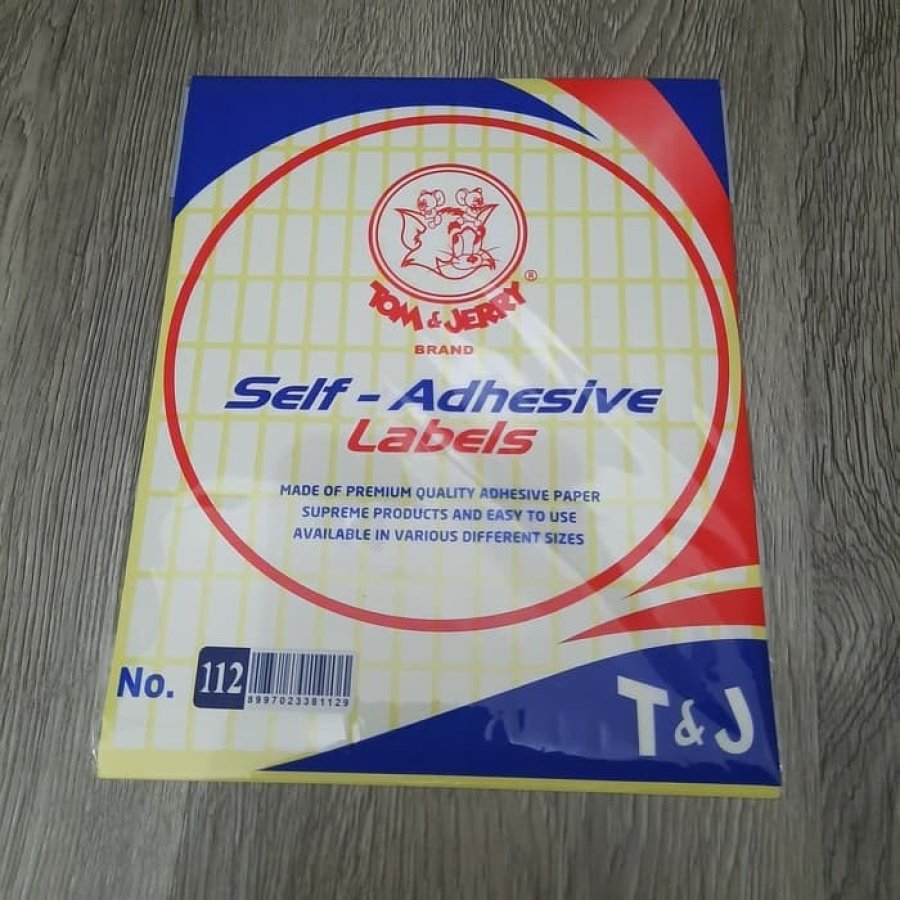 TOM & JERRY ®
BRAND
Self - Adhesive
Labels
MADE OF PREMIUM QUALITY ADHESIVE PAPER
SUPREME PRODUCTS AND EASY TO USE
AVAILABLE IN VARIOUS DIFFERENT SIZES
No. 112
8997023381129
T & J